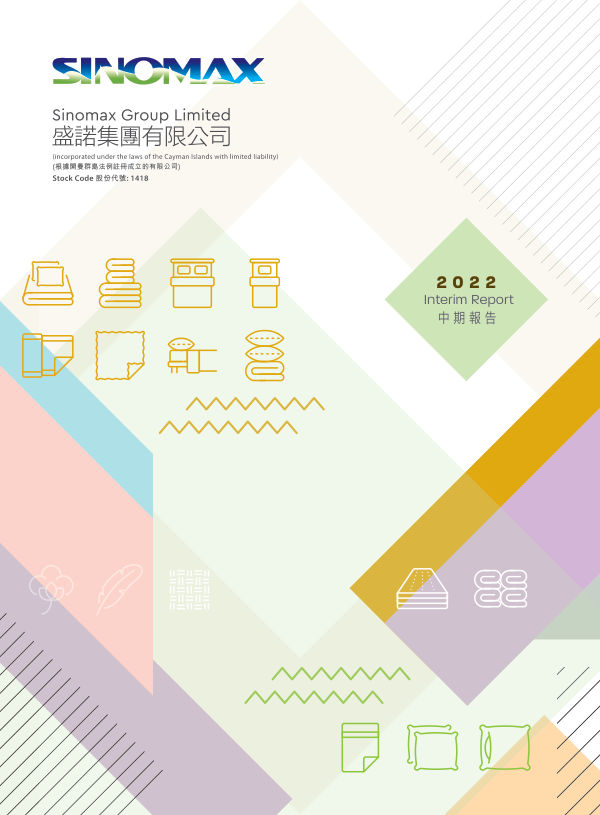 SINOMAX
Sinomax Group Limited
盛諾集團有限公司
(incorporated under the laws of the Cayman Islands with limited liability)
(根據開曼群島法例註冊成立的有限公司)
Stock Code 股份代號: 1418
2022
Interim Report
中期報告